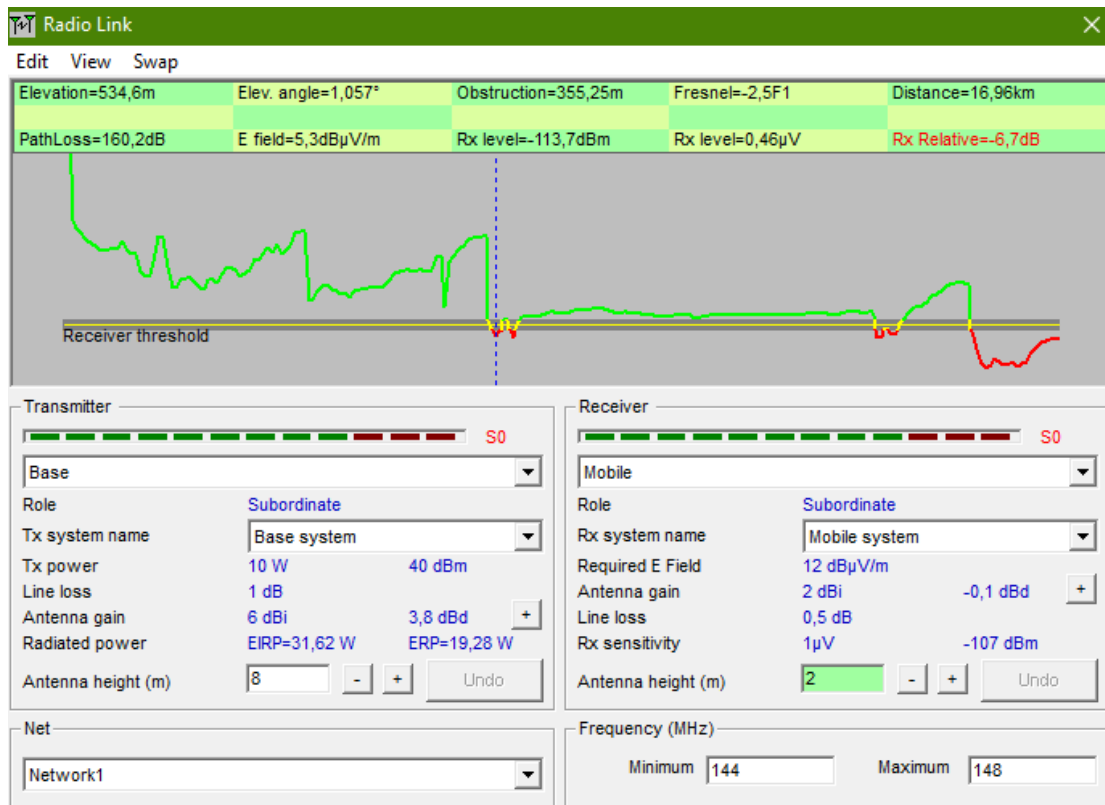 Radio Link
Edit View Swap
Elevation=534,6m Elev. angle=1,057° Obstruction=355,25m Fresnel=-2,5F1 Distance=16,96km
PathLoss=160,2dB E field=5,3dBµV/m Rx level=-113,7dBm Rx level=0,46µV Rx Relative=-6,7dB
Receiver threshold
Transmitter
S0
Base
Role Subordinate
Tx system name Base system
Tx power 10 W 40 dBm
Line loss 1 dB
Antenna gain 6 dBi 3,8 dBd +
Radiated power EIRP=31,62 W ERP=19,28 W
Antenna height (m) 8 - + Undo
Net
Network1
Receiver
S0
Mobile
Role Subordinate
Rx system name Mobile system
Required E Field 12 dBµV/m
Antenna gain 2 dBi -0,1 dBd +
Line loss 0,5 dB
Rx sensitivity 1µV -107 dBm
Antenna height (m) 2 - + Undo
Frequency (MHz)
Minimum 144 Maximum 148